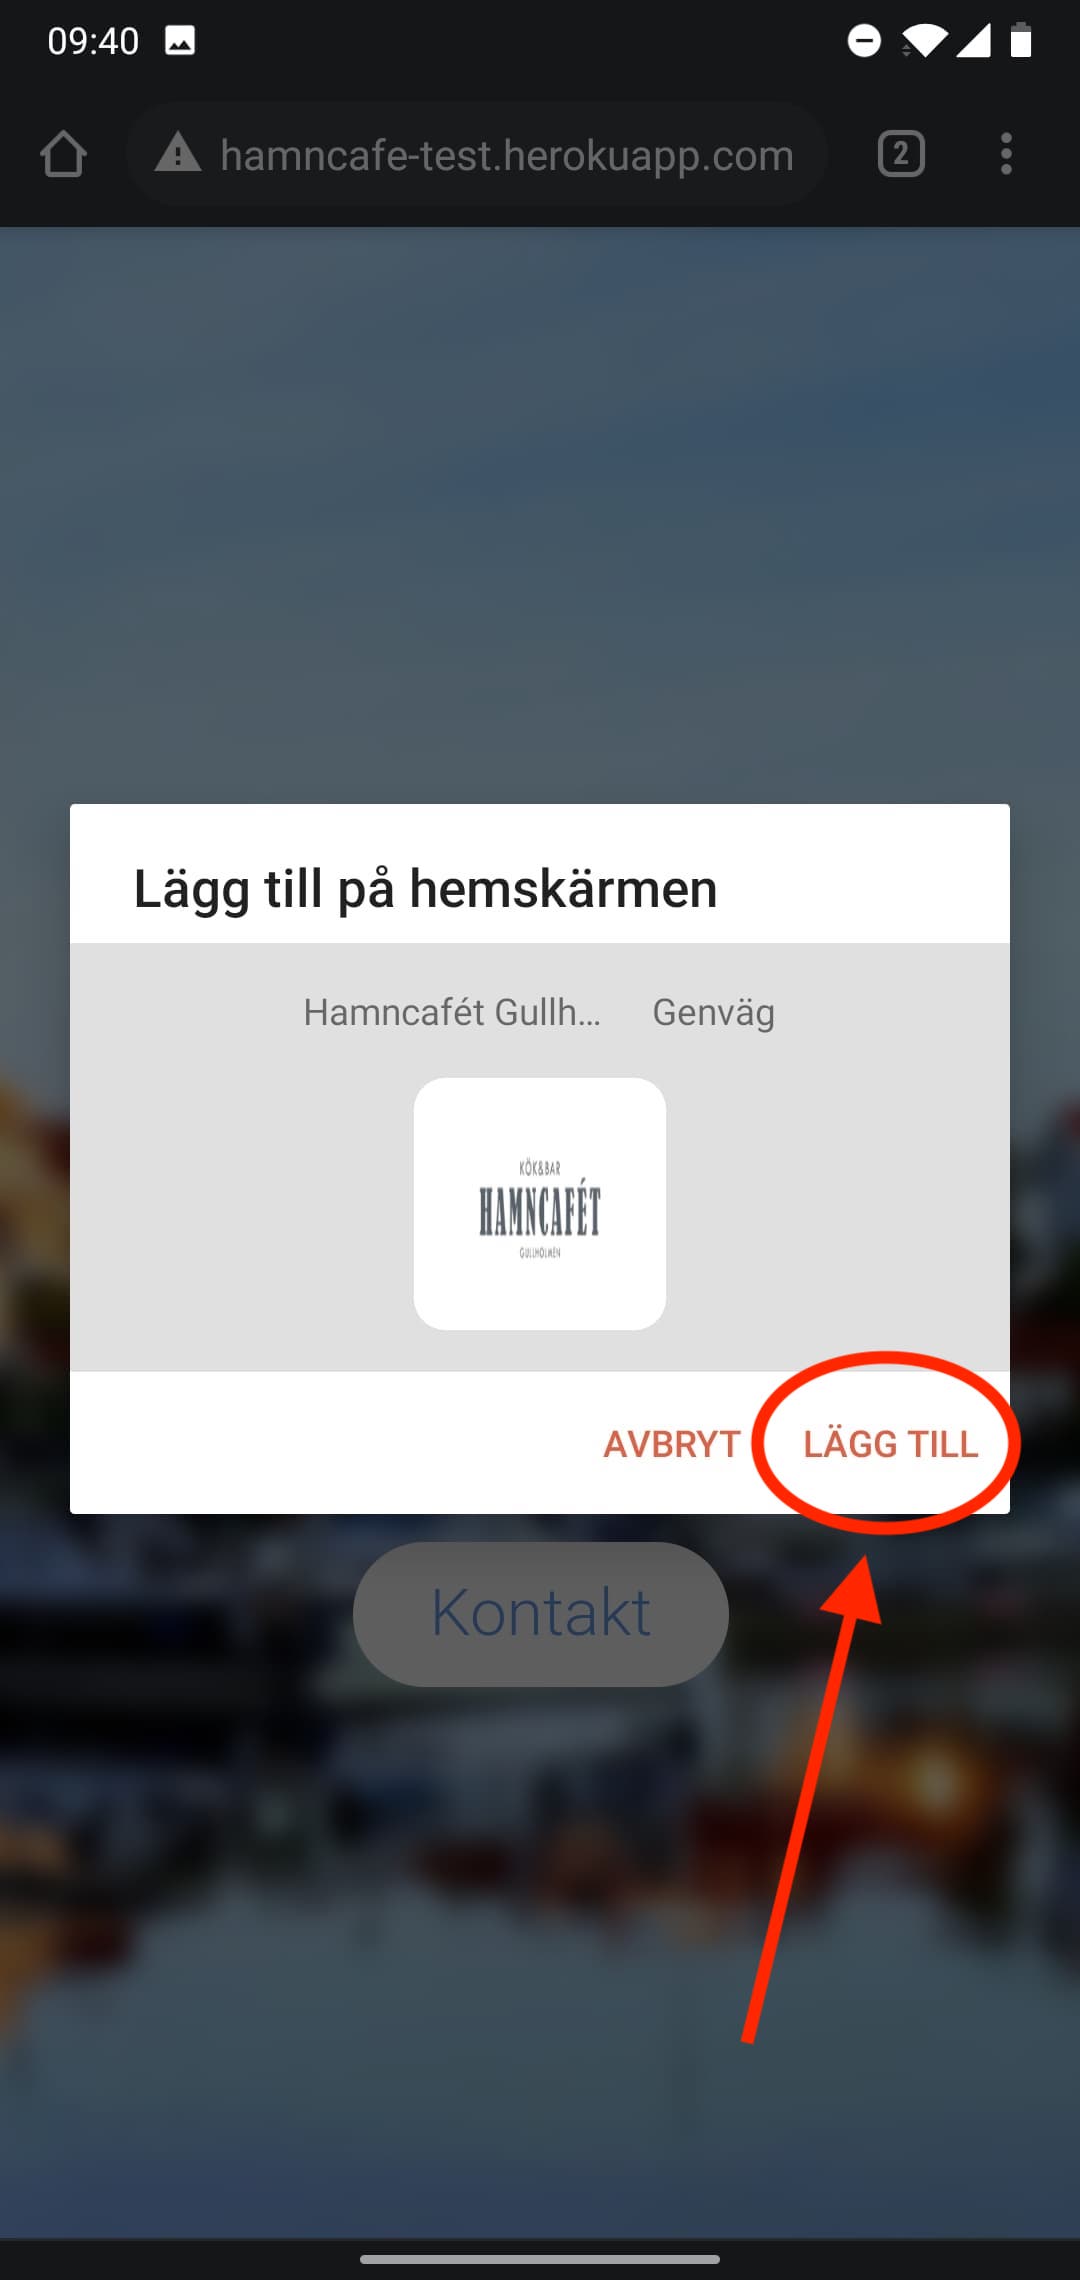 09:40
hamncafe-test.herokuapp.com
2
Lägg till på hemskärmen
Hamncafét Gullh... Genväg
KÖK&BAR
HAMNCAFÉT
GULLHOLMEN
AVBRYT LÄGG TILL
Kontakt